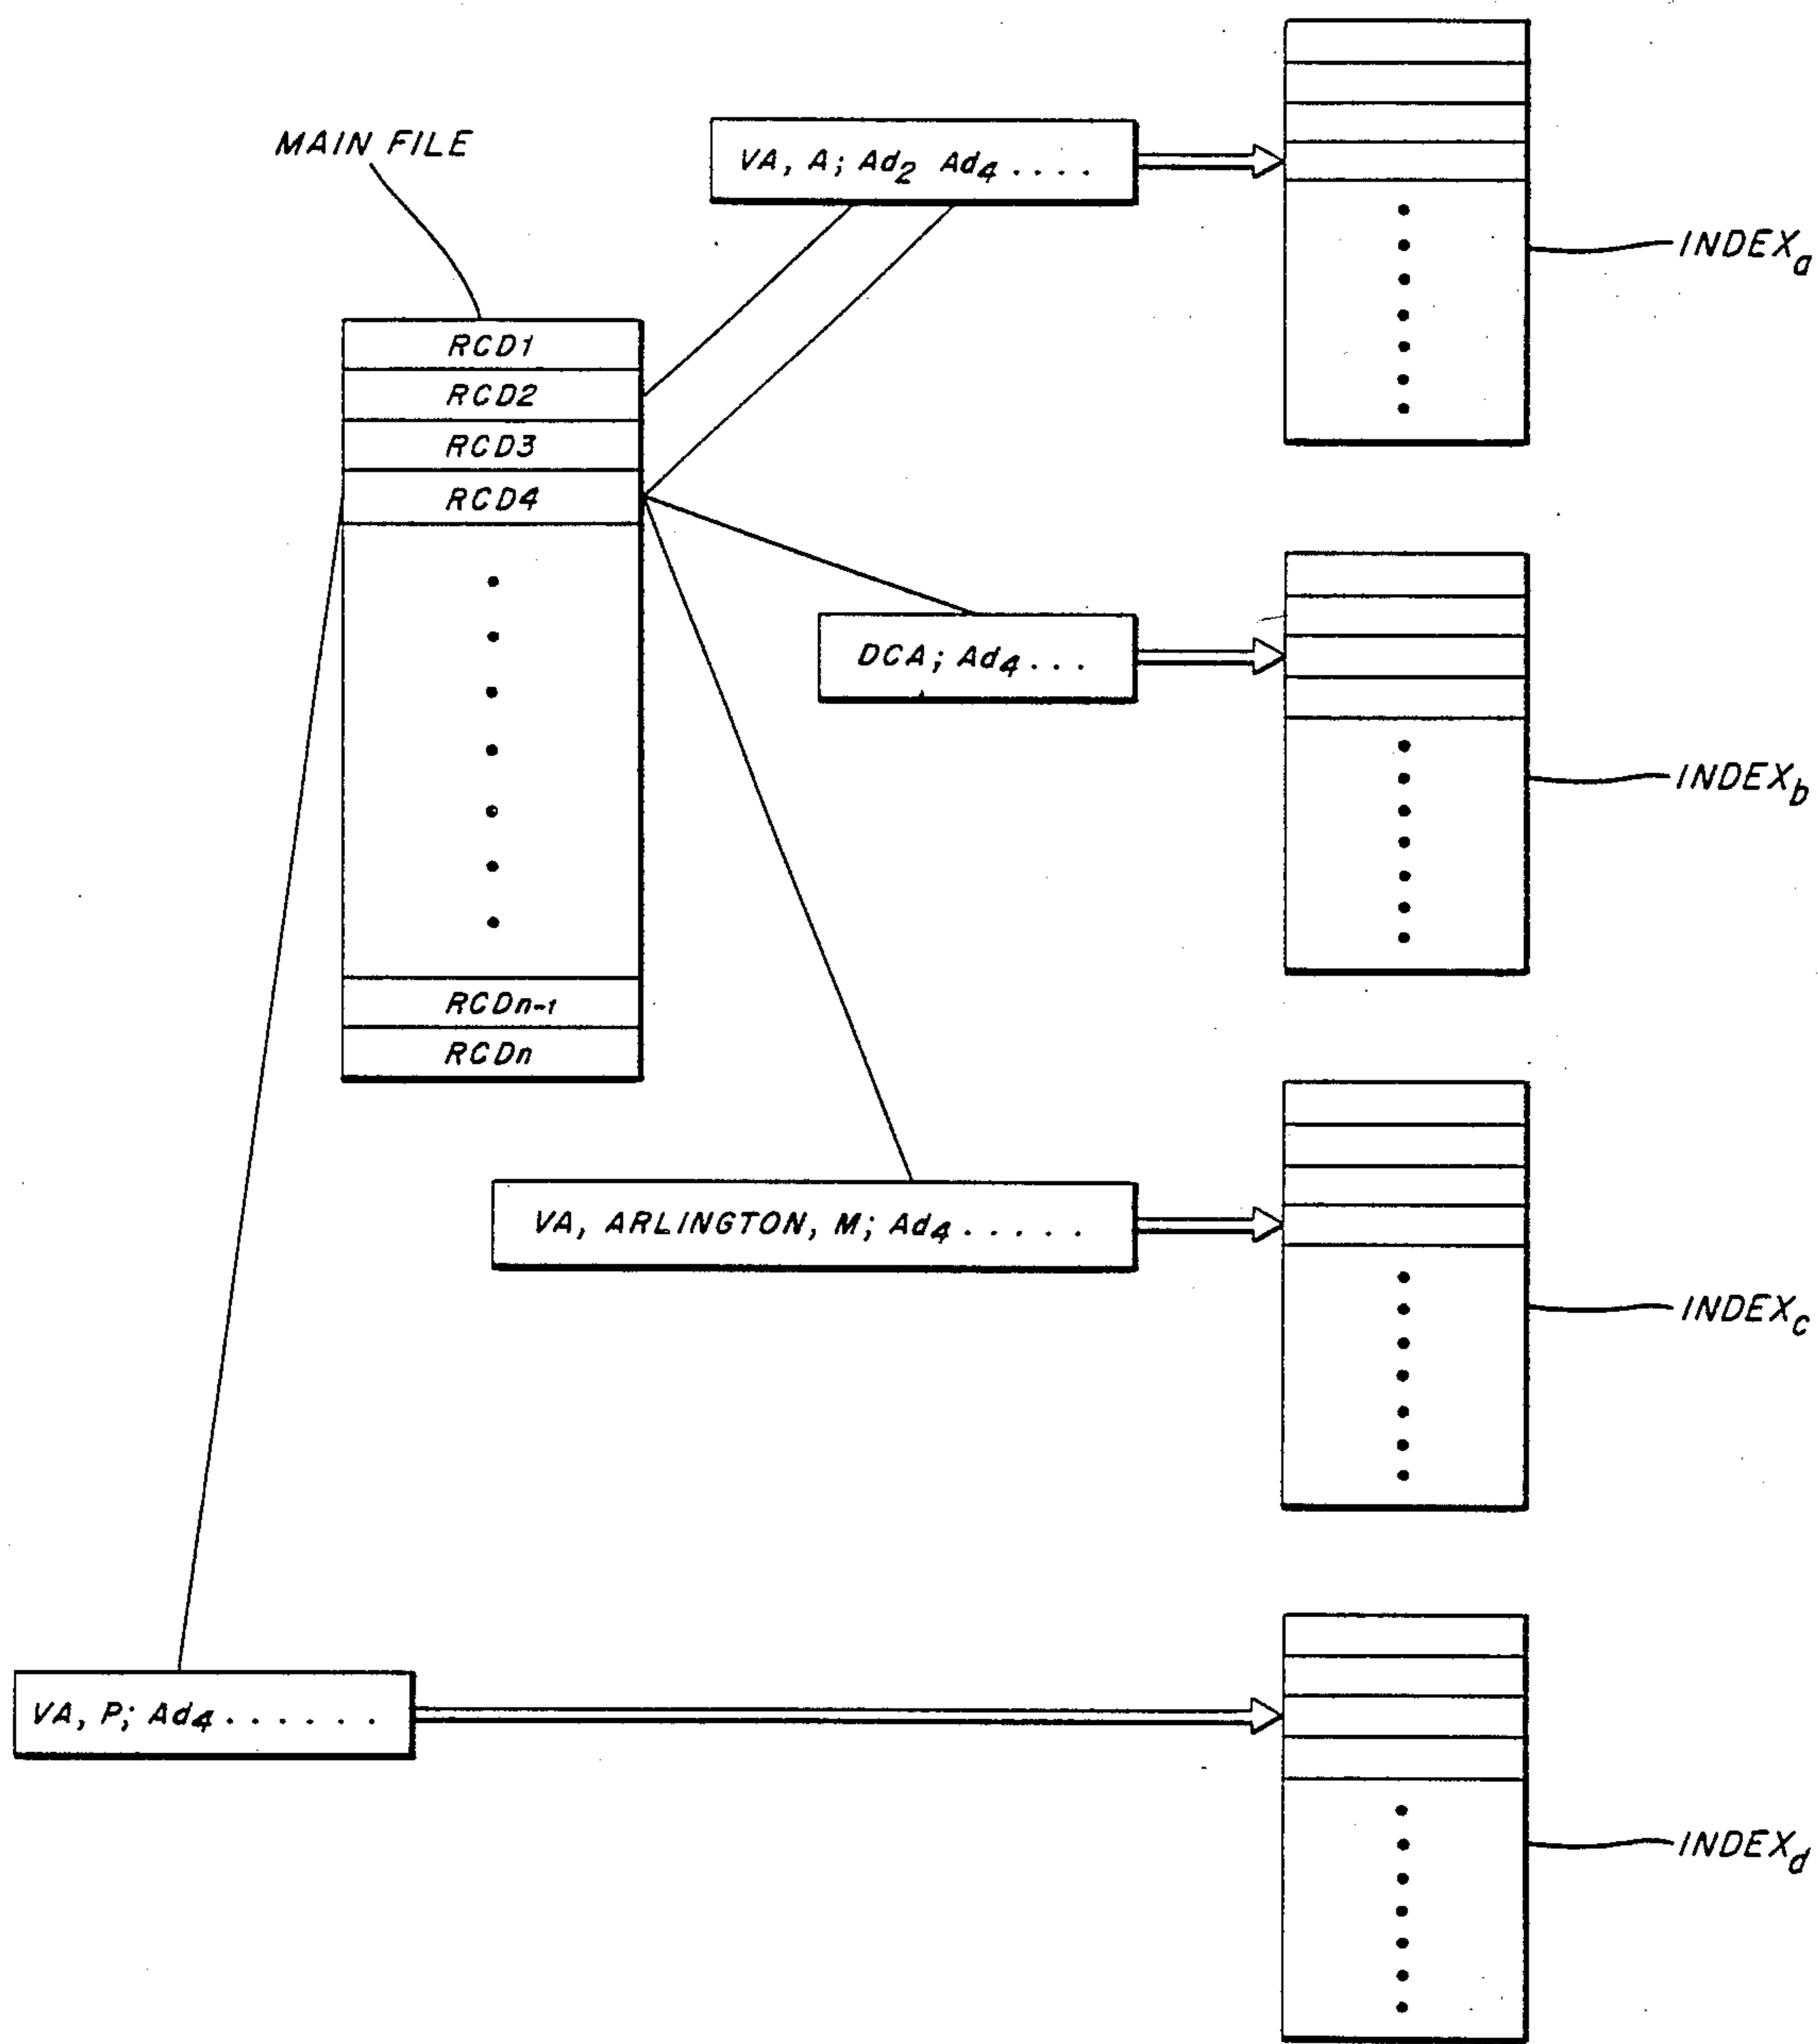 MAIN FILE
VA, A; Ad2 Ad4 ....
INDEXa
RCD1
RCD2
RCD3
RCD4
DCA; Ad4 ...
INDEXb
RCDn-1
RCDn
VA, ARLINGTON, M; Ad4 .....
INDEXc
VA, P; Ad4 ......
INDEXd